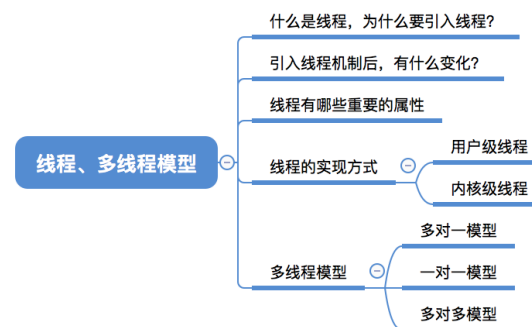 什么是线程，为什么要引入线程？
引入线程机制后，有什么变化？
线程有哪些重要的属性
线程、多线程模型
线程的实现方式
用户级线程
内核级线程
多线程模型
多对一模型
一对一模型
多对多模型